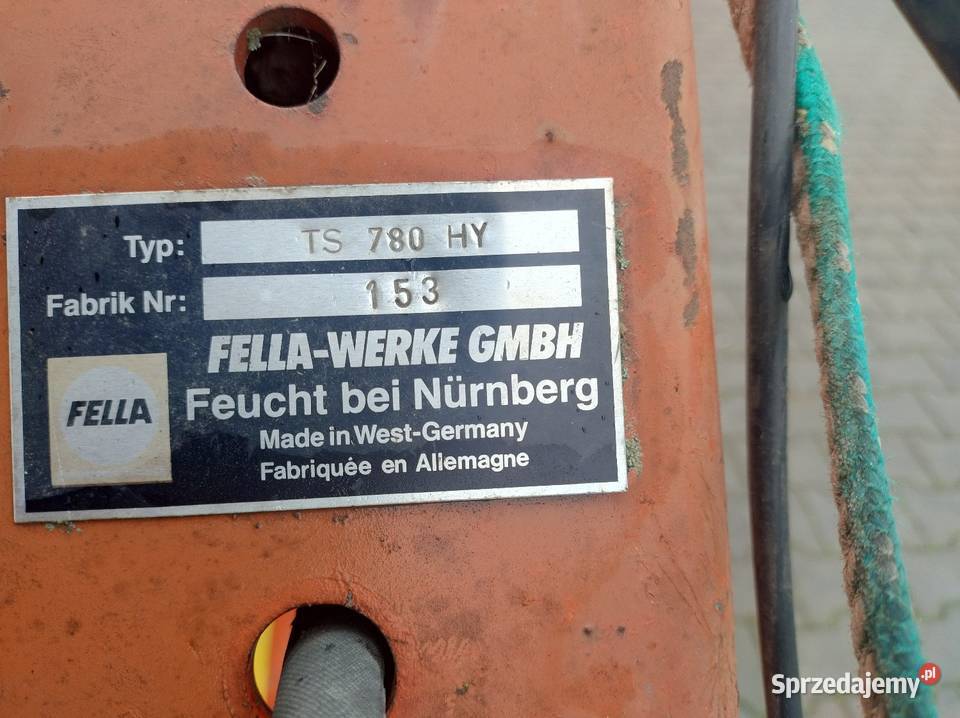 Typ: TS 780 HY
Fabrik Nr: 153
FELLA-WERKE GMBH
FELLA
Feucht bei Nürnberg
Made in West-Germany
Fabriquée en Allemagne
Sprzedajemy.pl